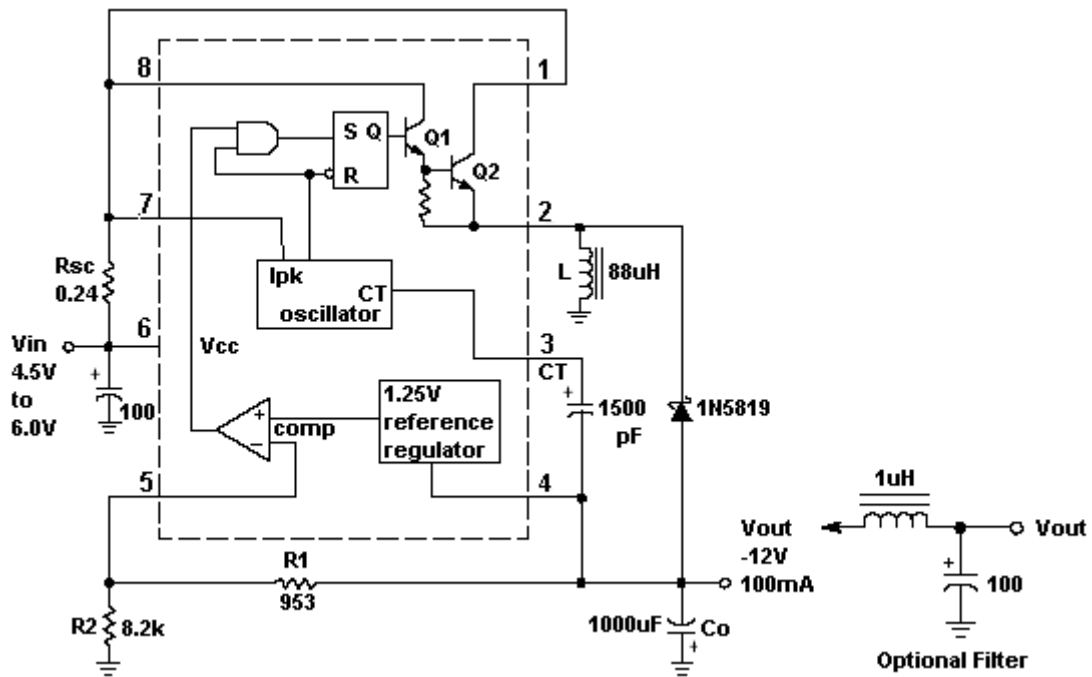 8
1
S Q
Q1
R
Q2
7
2
Rsc
0.24
Ipk
CT
oscillator
L
88uH
6
Vin
4.5V
to
6.0V
Vcc
3
CT
+
100
1.25V
reference
regulator
+
comp
−
+
1500
pF
1N5819
5
4
1uH
R1
953
Vout
-12V
100mA
Vout
+
100
R2
8.2k
1000uF
Co
+
Optional Filter